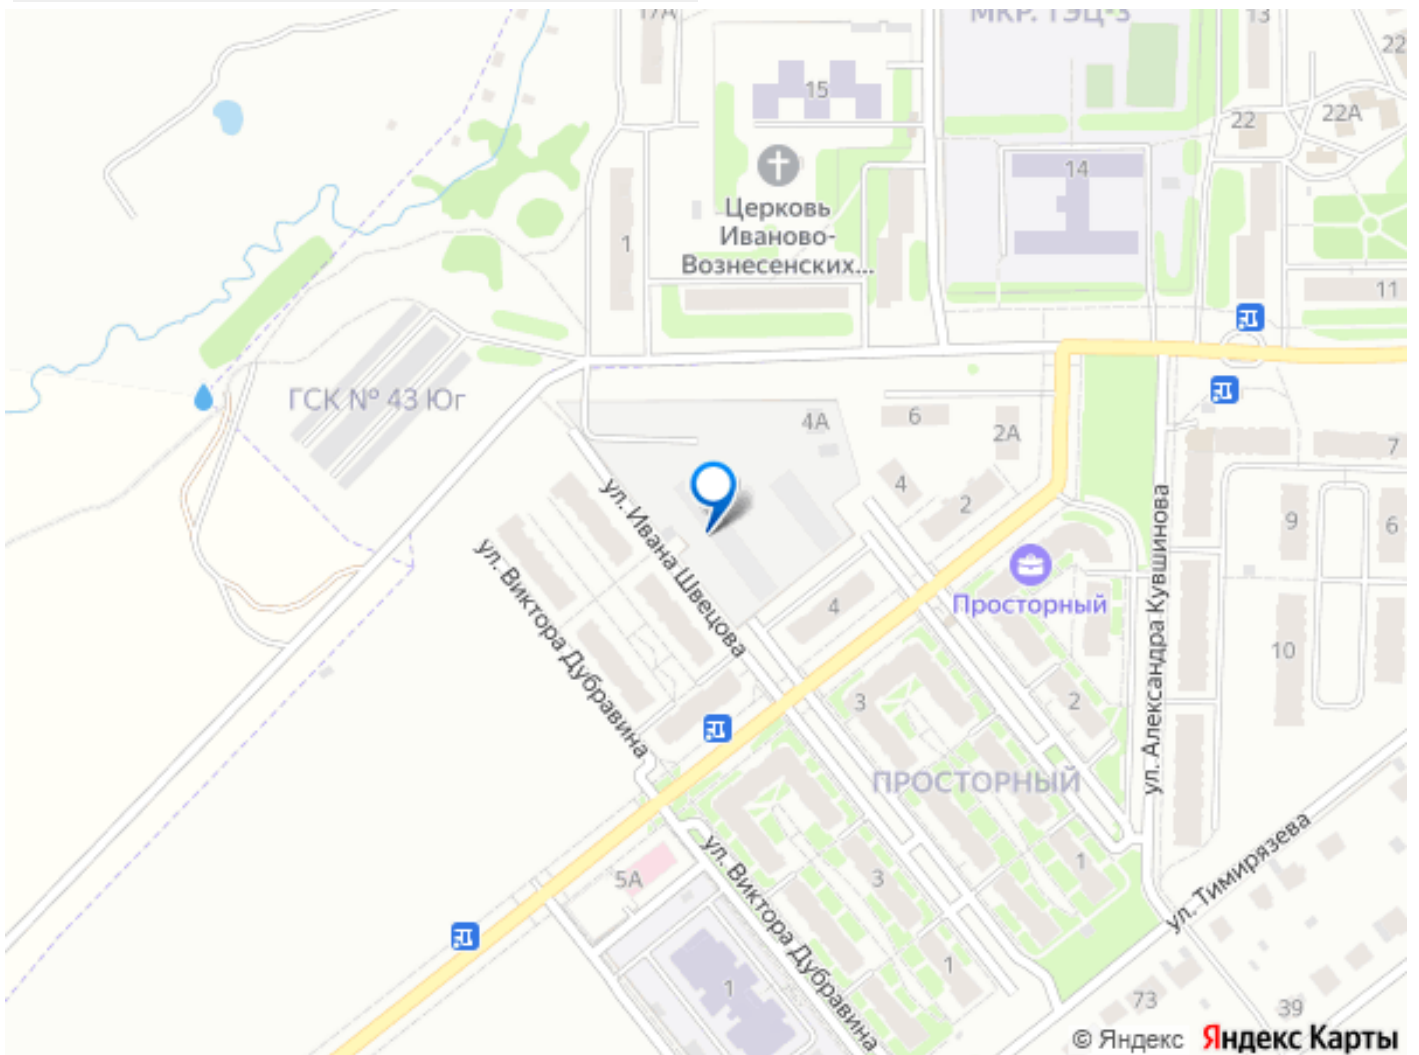 17А
МКР. ТЭЦ-3
13
22
15
22
22А
14
Церковь
Иваново-
Вознесенских...
1
11
ГСК № 43 Юг
4А
6
2А
7
4
2
ул. Ивана Швецова
ул. Виктора Дубравина
9
6
ул. Александра Кувшинова
Просторный
4
10
3
2
ПРОСТОРНЫЙ
ул. Тимирязева
5А
ул. Виктора Дубравина
3
1
1
1
73
39
© Яндекс Яндекс Карты